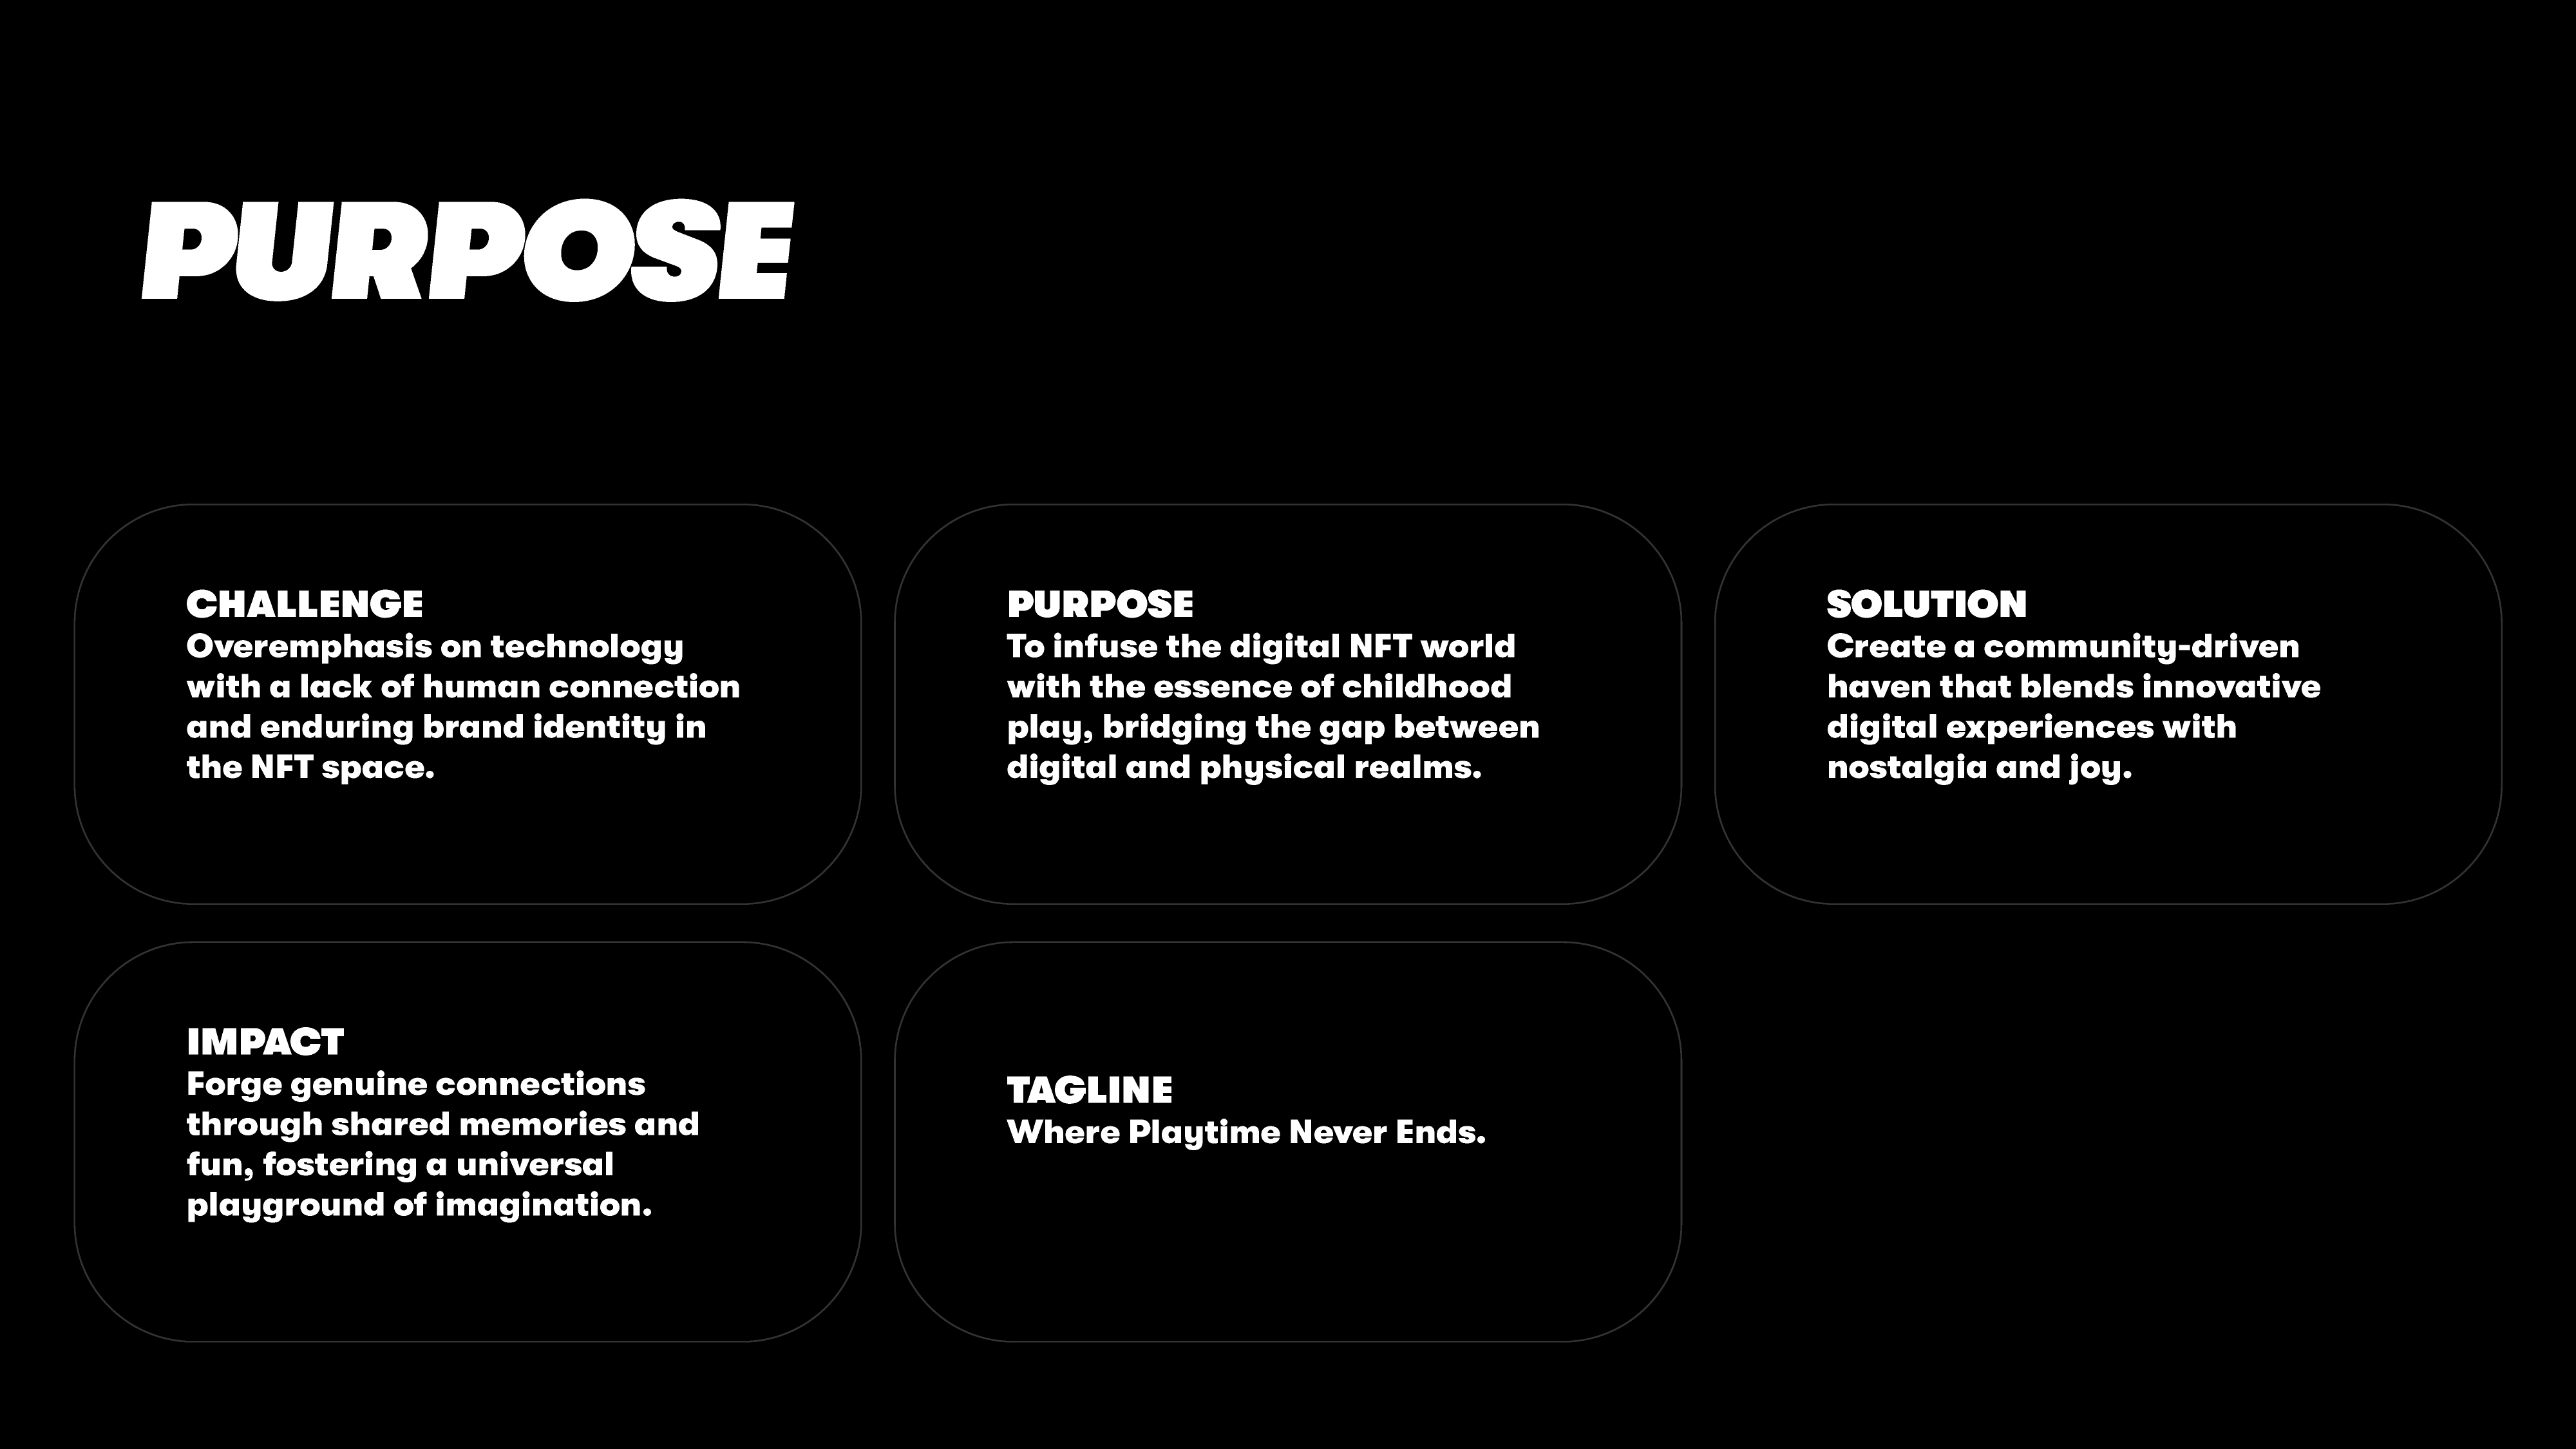 PURPOSE
CHALLENGE
Overemphasis on technology
with a lack of human connection
and enduring brand identity in
the NFT space.
PURPOSE
To infuse the digital NFT world
with the essence of childhood
play, bridging the gap between
digital and physical realms.
SOLUTION
Create a community-driven
haven that blends innovative
digital experiences with
nostalgia and joy.
IMPACT
Forge genuine connections
through shared memories and
fun, fostering a universal
playground of imagination.
TAGLINE
Where Playtime Never Ends.